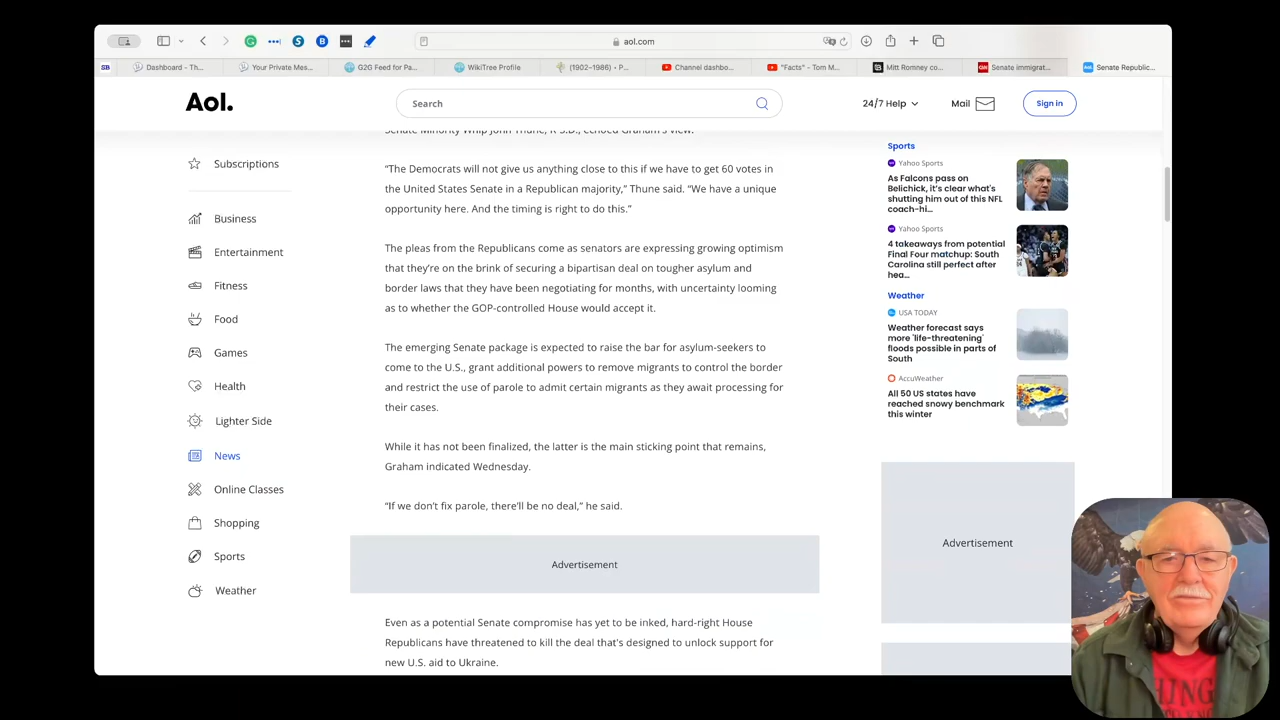 aol.com
SB
Dashboard - Th...
Your Private Mes...
G2G Feed for Pa...
WikiTree Profile
(1902–1986) • P...
Channel dashbo...
"Facts" - Tom M...
Mitt Romney co...
Senate immigrat...
Senate Republic...
Aol.
Search
24/7 Help
Mail
Sign in
Subscriptions
Business
Entertainment
Fitness
Food
Games
Health
Lighter Side
News
Online Classes
Shopping
Sports
Weather
Senate Minority Whip John Thune, R-S.D., echoed Graham's view.
“The Democrats will not give us anything close to this if we have to get 60 votes in
the United States Senate in a Republican majority,” Thune said. “We have a unique
opportunity here. And the timing is right to do this.”
The pleas from the Republicans come as senators are expressing growing optimism
that they’re on the brink of securing a bipartisan deal on tougher asylum and
border laws that they have been negotiating for months, with uncertainty looming
as to whether the GOP-controlled House would accept it.
The emerging Senate package is expected to raise the bar for asylum-seekers to
come to the U.S., grant additional powers to remove migrants to control the border
and restrict the use of parole to admit certain migrants as they await processing for
their cases.
While it has not been finalized, the latter is the main sticking point that remains,
Graham indicated Wednesday.
“If we don’t fix parole, there’ll be no deal,” he said.
Advertisement
Even as a potential Senate compromise has yet to be inked, hard-right House
Republicans have threatened to kill the deal that's designed to unlock support for
new U.S. aid to Ukraine.
Sports
Yahoo Sports
As Falcons pass on
Belichick, it’s clear what’s
shutting him out of this NFL
coach-hi...
Yahoo Sports
4 takeaways from potential
Final Four matchup: South
Carolina still perfect after
hea...
Weather
USA TODAY
Weather forecast says
more 'life-threatening'
floods possible in parts of
South
AccuWeather
All 50 US states have
reached snowy benchmark
this winter
Advertisement